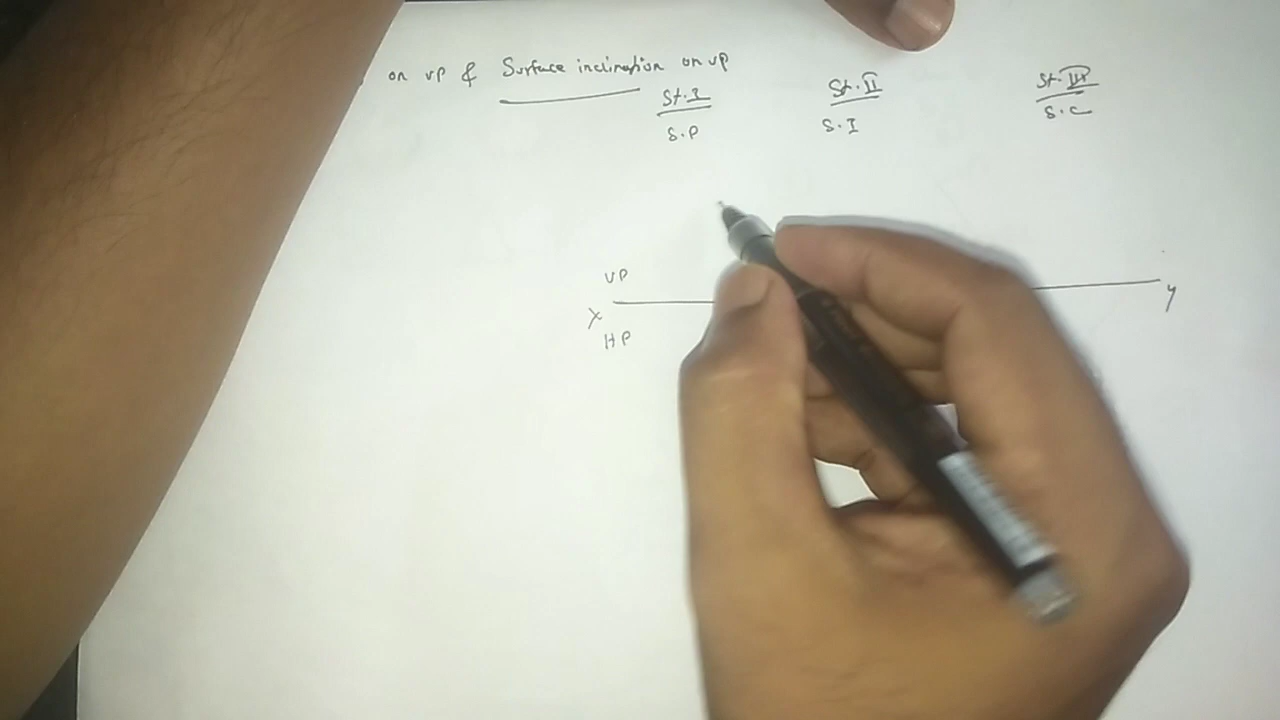 on VP & Surface inclination on VP
St. I St. II St. III
S.P S.I S.C
VP
X Y
HP